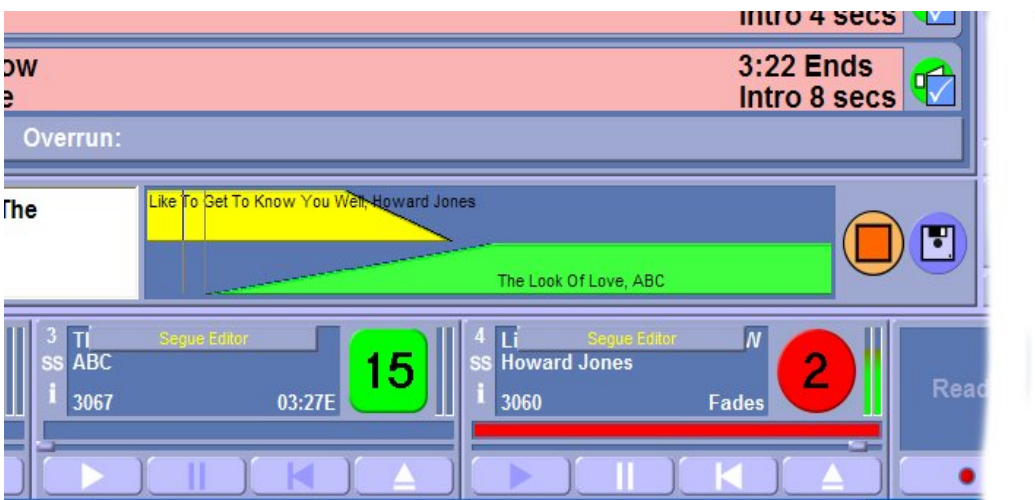 Intro 4 secs
ow
3:22 Ends
e
Intro 8 secs
Overrun:
The
Like To Get To Know You Well, Howard Jones
The Look Of Love, ABC
3
Tl
Segue Editor
SS
ABC
15
i
3067
03:27E
4
Li
Segue Editor
N
SS
Howard Jones
2
i
3060
Fades
Read